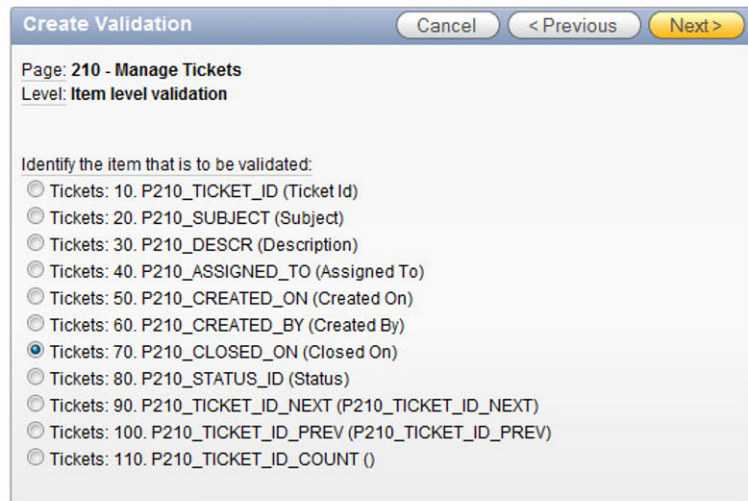 Create Validation Cancel < Previous Next >
Page: 210 - Manage Tickets
Level: Item level validation
Identify the item that is to be validated:
Tickets: 10. P210_TICKET_ID (Ticket Id)
Tickets: 20. P210_SUBJECT (Subject)
Tickets: 30. P210_DESCR (Description)
Tickets: 40. P210_ASSIGNED_TO (Assigned To)
Tickets: 50. P210_CREATED_ON (Created On)
Tickets: 60. P210_CREATED_BY (Created By)
Tickets: 70. P210_CLOSED_ON (Closed On)
Tickets: 80. P210_STATUS_ID (Status)
Tickets: 90. P210_TICKET_ID_NEXT (P210_TICKET_ID_NEXT)
Tickets: 100. P210_TICKET_ID_PREV (P210_TICKET_ID_PREV)
Tickets: 110. P210_TICKET_ID_COUNT ()